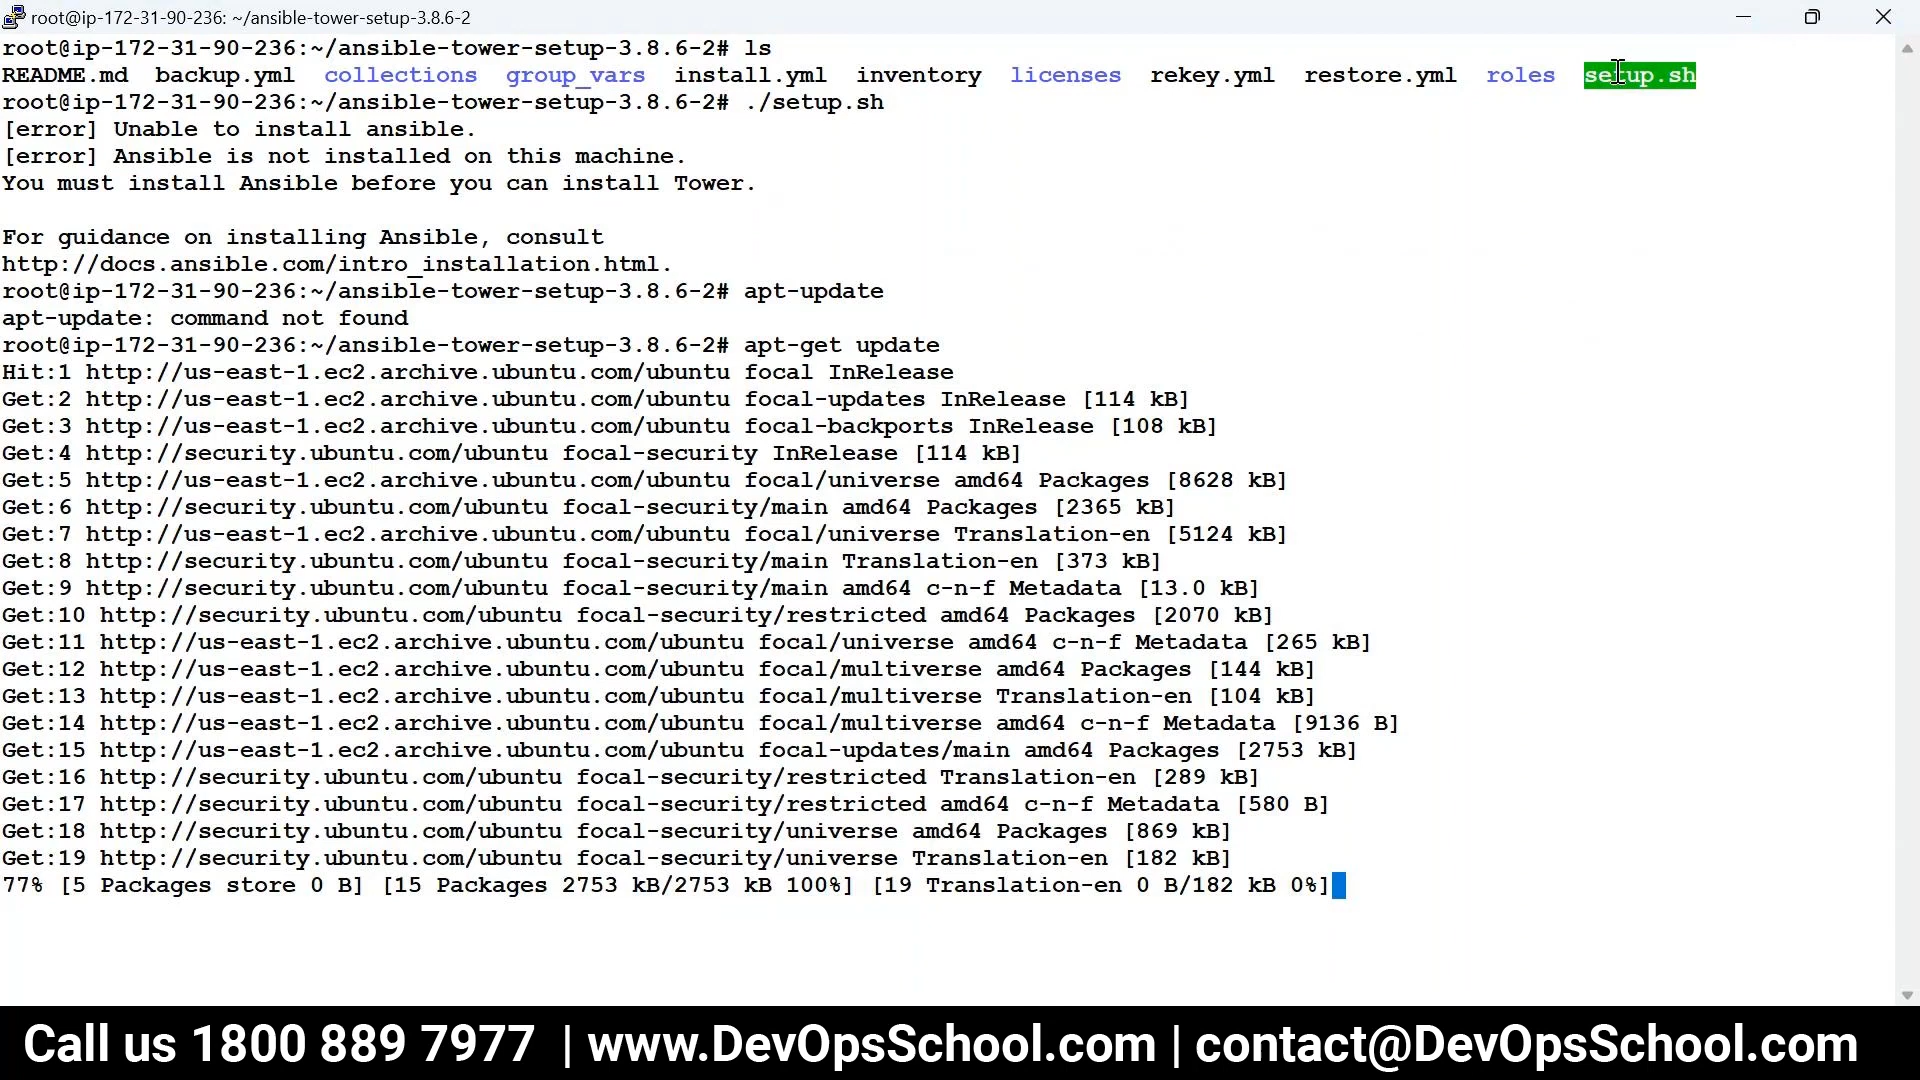 root@ip-172-31-90-236: ~/ansible-tower-setup-3.8.6-2
root@ip-172-31-90-236:~/ansible-tower-setup-3.8.6-2# ls
README.md  backup.yml  collections  group_vars  install.yml  inventory  licenses  rekey.yml  restore.yml  roles  setup.sh
root@ip-172-31-90-236:~/ansible-tower-setup-3.8.6-2# ./setup.sh
[error] Unable to install ansible.
[error] Ansible is not installed on this machine.
You must install Ansible before you can install Tower.
For guidance on installing Ansible, consult
http://docs.ansible.com/intro_installation.html.
root@ip-172-31-90-236:~/ansible-tower-setup-3.8.6-2# apt-update
apt-update: command not found
root@ip-172-31-90-236:~/ansible-tower-setup-3.8.6-2# apt-get update
Hit:1 http://us-east-1.ec2.archive.ubuntu.com/ubuntu focal InRelease
Get:2 http://us-east-1.ec2.archive.ubuntu.com/ubuntu focal-updates InRelease [114 kB]
Get:3 http://us-east-1.ec2.archive.ubuntu.com/ubuntu focal-backports InRelease [108 kB]
Get:4 http://security.ubuntu.com/ubuntu focal-security InRelease [114 kB]
Get:5 http://us-east-1.ec2.archive.ubuntu.com/ubuntu focal/universe amd64 Packages [8628 kB]
Get:6 http://security.ubuntu.com/ubuntu focal-security/main amd64 Packages [2365 kB]
Get:7 http://us-east-1.ec2.archive.ubuntu.com/ubuntu focal/universe Translation-en [5124 kB]
Get:8 http://security.ubuntu.com/ubuntu focal-security/main Translation-en [373 kB]
Get:9 http://security.ubuntu.com/ubuntu focal-security/main amd64 c-n-f Metadata [13.0 kB]
Get:10 http://security.ubuntu.com/ubuntu focal-security/restricted amd64 Packages [2070 kB]
Get:11 http://us-east-1.ec2.archive.ubuntu.com/ubuntu focal/universe amd64 c-n-f Metadata [265 kB]
Get:12 http://us-east-1.ec2.archive.ubuntu.com/ubuntu focal/multiverse amd64 Packages [144 kB]
Get:13 http://us-east-1.ec2.archive.ubuntu.com/ubuntu focal/multiverse Translation-en [104 kB]
Get:14 http://us-east-1.ec2.archive.ubuntu.com/ubuntu focal/multiverse amd64 c-n-f Metadata [9136 B]
Get:15 http://us-east-1.ec2.archive.ubuntu.com/ubuntu focal-updates/main amd64 Packages [2753 kB]
Get:16 http://security.ubuntu.com/ubuntu focal-security/restricted Translation-en [289 kB]
Get:17 http://security.ubuntu.com/ubuntu focal-security/restricted amd64 c-n-f Metadata [580 B]
Get:18 http://security.ubuntu.com/ubuntu focal-security/universe amd64 Packages [869 kB]
Get:19 http://security.ubuntu.com/ubuntu focal-security/universe Translation-en [182 kB]
77% [5 Packages store 0 B] [15 Packages 2753 kB/2753 kB 100%] [19 Translation-en 0 B/182 kB 0%]
Call us 1800 889 7977 | www.DevOpsSchool.com | contact@DevOpsSchool.com